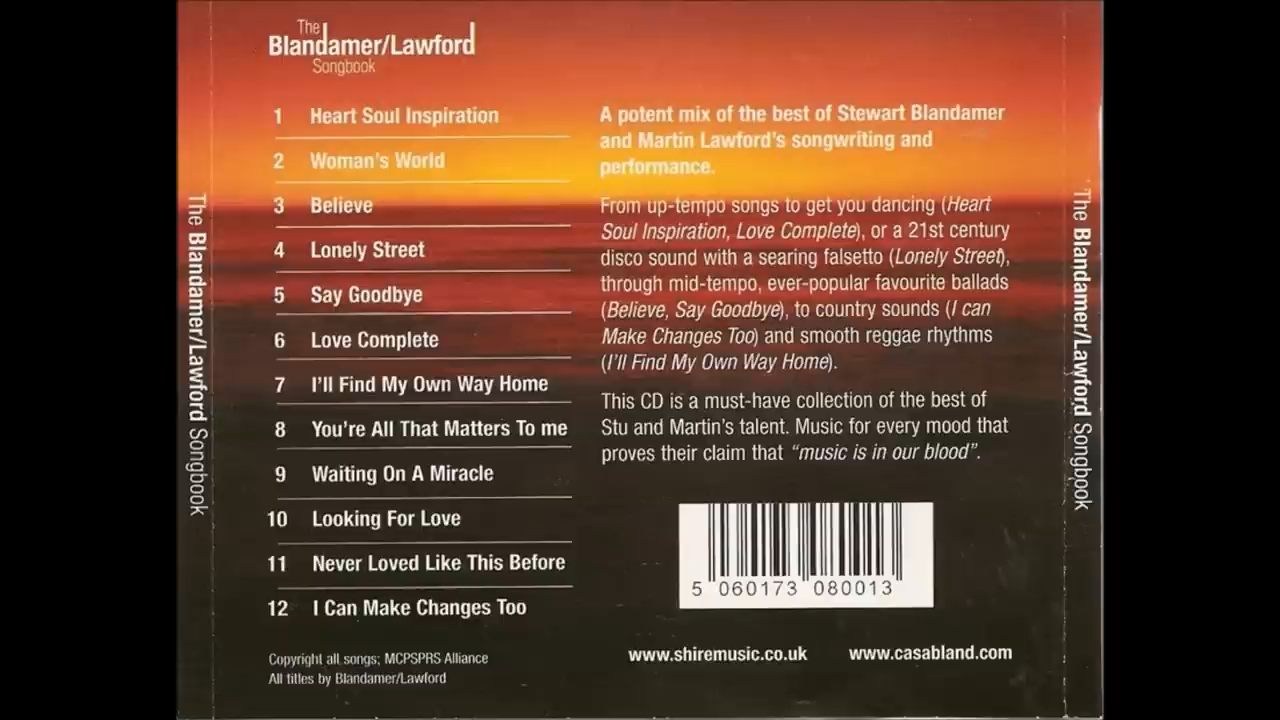 The
Blandamer/Lawford
Songbook
1 Heart Soul Inspiration
2 Woman's World
3 Believe
4 Lonely Street
5 Say Goodbye
6 Love Complete
7 I'll Find My Own Way Home
8 You're All That Matters To me
9 Waiting On A Miracle
10 Looking For Love
11 Never Loved Like This Before
12 I Can Make Changes Too
Copyright all songs; MCPSPRS Alliance
All titles by Blandamer/Lawford
A potent mix of the best of Stewart Blandamer
and Martin Lawford's songwriting and
performance.
From up-tempo songs to get you dancing (Heart
Soul Inspiration, Love Complete), or a 21st century
disco sound with a searing falsetto (Lonely Street),
through mid-tempo, ever-popular favourite ballads
(Believe, Say Goodbye), to country sounds (I can
Make Changes Too) and smooth reggae rhythms
(I'll Find My Own Way Home).
This CD is a must-have collection of the best of
Stu and Martin's talent. Music for every mood that
proves their claim that “music is in our blood”.
5 060173 080013
www.shiremusic.co.uk www.casabland.com
The Blandamer/Lawford Songbook
The Blandamer/Lawford Songbook